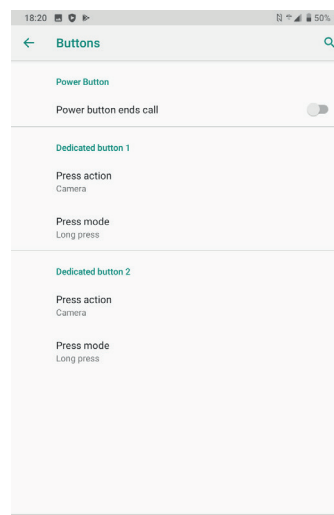 18:20 50%
Buttons
Power Button
Power button ends call
Dedicated button 1
Press action
Camera
Press mode
Long press
Dedicated button 2
Press action
Camera
Press mode
Long press